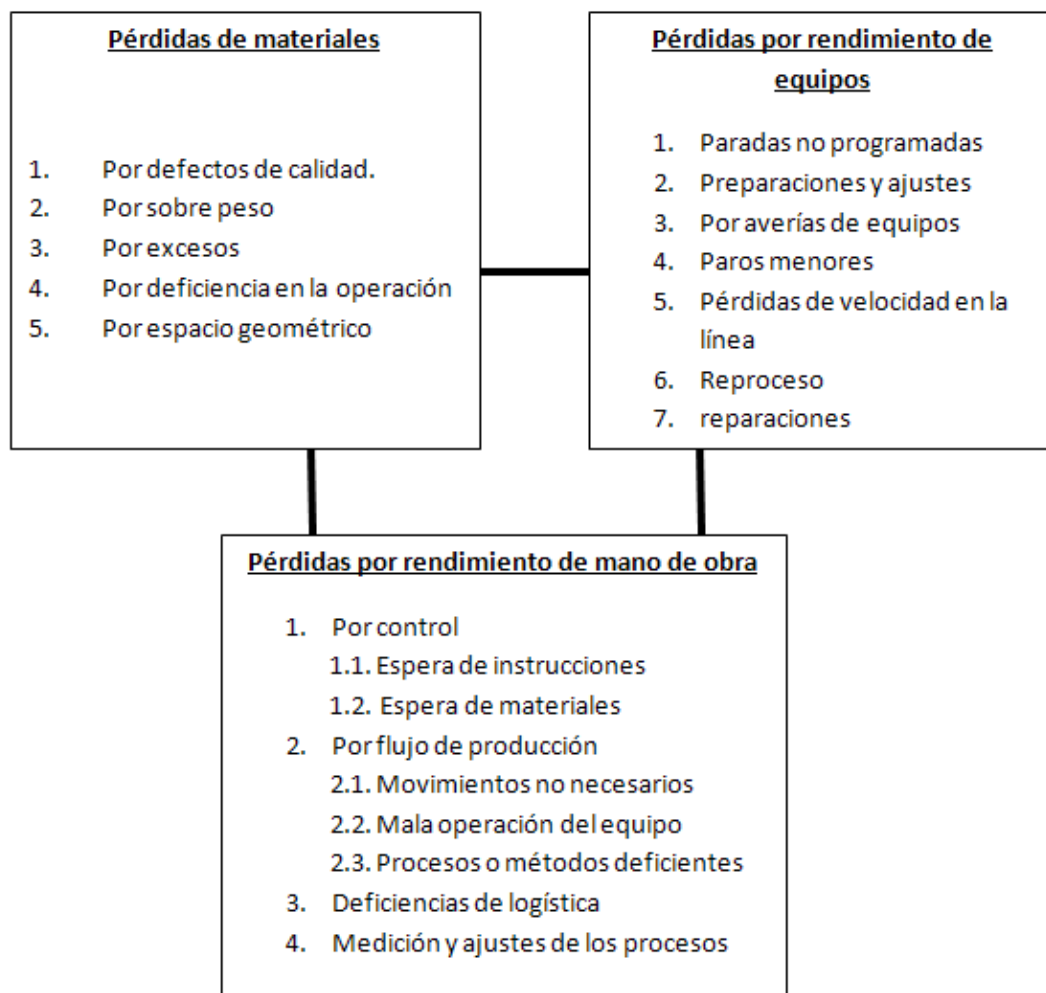 Pérdidas de materiales
1. Por defectos de calidad.
2. Por sobre peso
3. Por excesos
4. Por deficiencia en la operación
5. Por espacio geométrico
Pérdidas por rendimiento de
equipos
1. Paradas no programadas
2. Preparaciones y ajustes
3. Por averías de equipos
4. Paros menores
5. Pérdidas de velocidad en la
línea
6. Reproceso
7. reparaciones
Pérdidas por rendimiento de mano de obra
1. Por control
1.1. Espera de instrucciones
1.2. Espera de materiales
2. Por flujo de producción
2.1. Movimientos no necesarios
2.2. Mala operación del equipo
2.3. Procesos o métodos deficientes
3. Deficiencias de logística
4. Medición y ajustes de los procesos